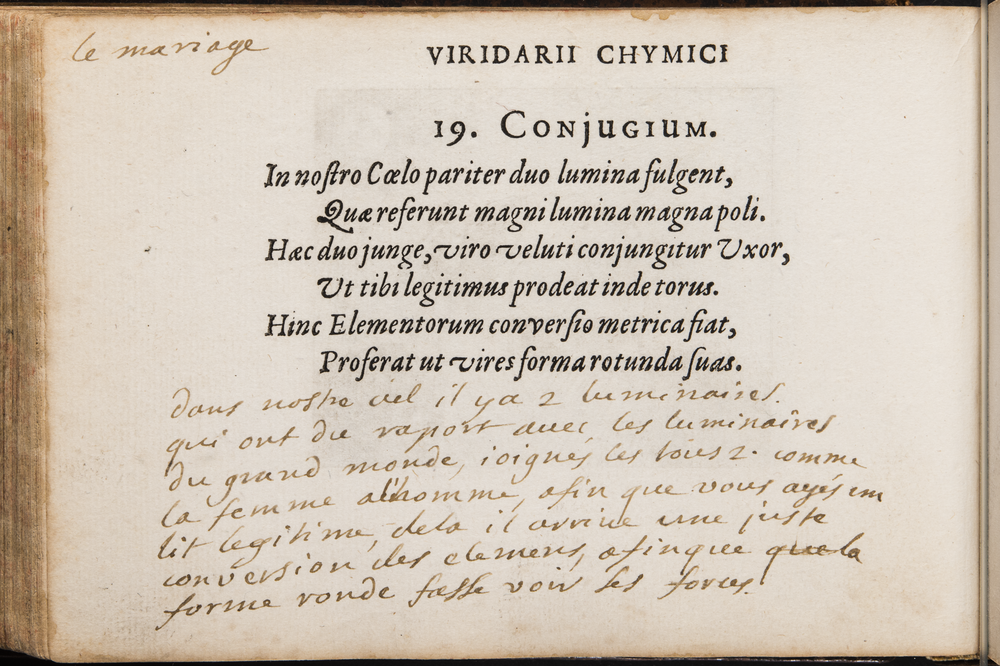 le mariage
VIRIDARII CHYMICI
19. CONjUGIUM.
In noſtro Cœlo pariter duo lumina fulgent,
Quæ referunt magni lumina magna poli.
Hæc duo junge, viro veluti conjungitur Uxor,
Ut tibi legitimus prodeat inde torus.
Hinc Elementorum converſio metrica fiat,
Proferat ut vires forma rotunda ſuas.
dans nostre ciel il y a 2 luminaires.
qui ont du raport avec les luminaires
du grand monde, ioignés les tous 2. comme
la femme a l'homme, afin que vous ayés un
lit legitime, dela il arrive une juste
conversion des elemens, afinque que la
forme ronde fasse voir ses forces.